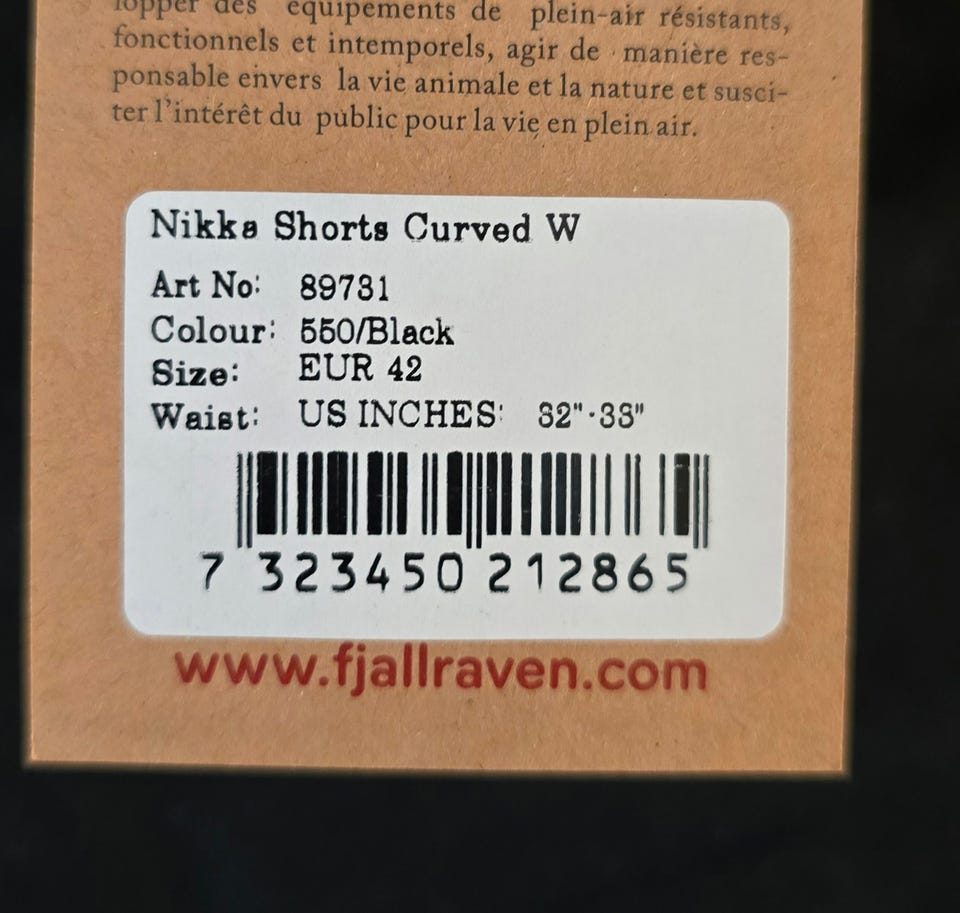 lopper des équipements de plein-air résistants,
fonctionnels et intemporels, agir de manière res-
ponsable envers la vie animale et la nature et susci-
ter l'intérêt du public pour la vie en plein air.
Nikka Shorts Curved W
Art No: 89731
Colour: 550/Black
Size: EUR 42
Waist: US INCHES: 32"-33"
7 323450 212865
www.fjallraven.com